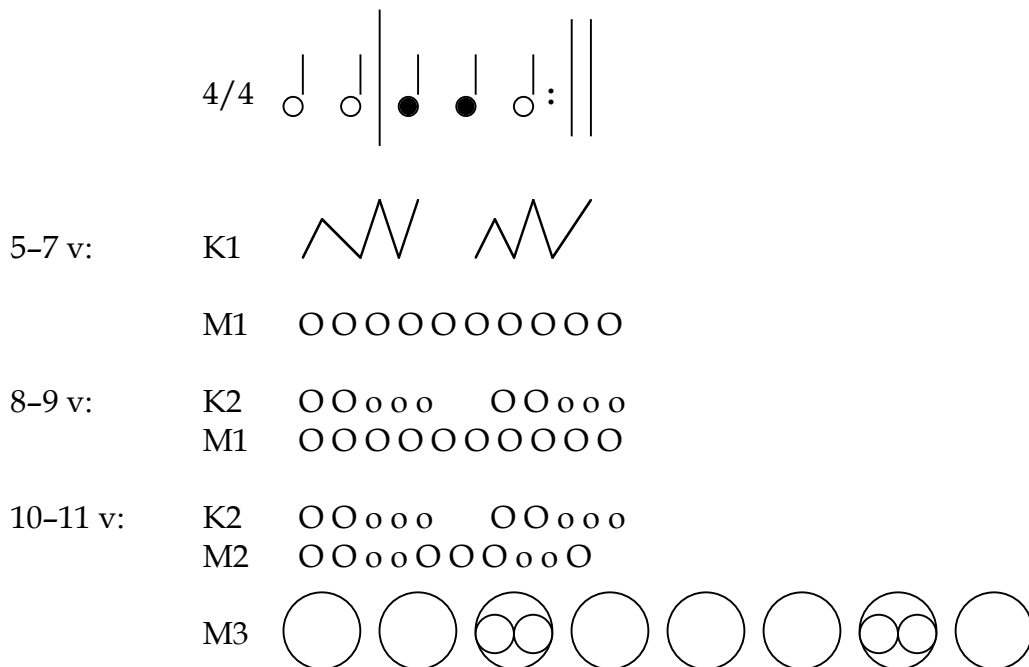 4/4 :
5–7 v: K1
M1 O O O O O O O O O O
8–9 v: K2 O O o o o O O o o o
M1 O O O O O O O O O O
10–11 v: K2 O O o o o O O o o o
M2 O O o o O O O o o O
M3